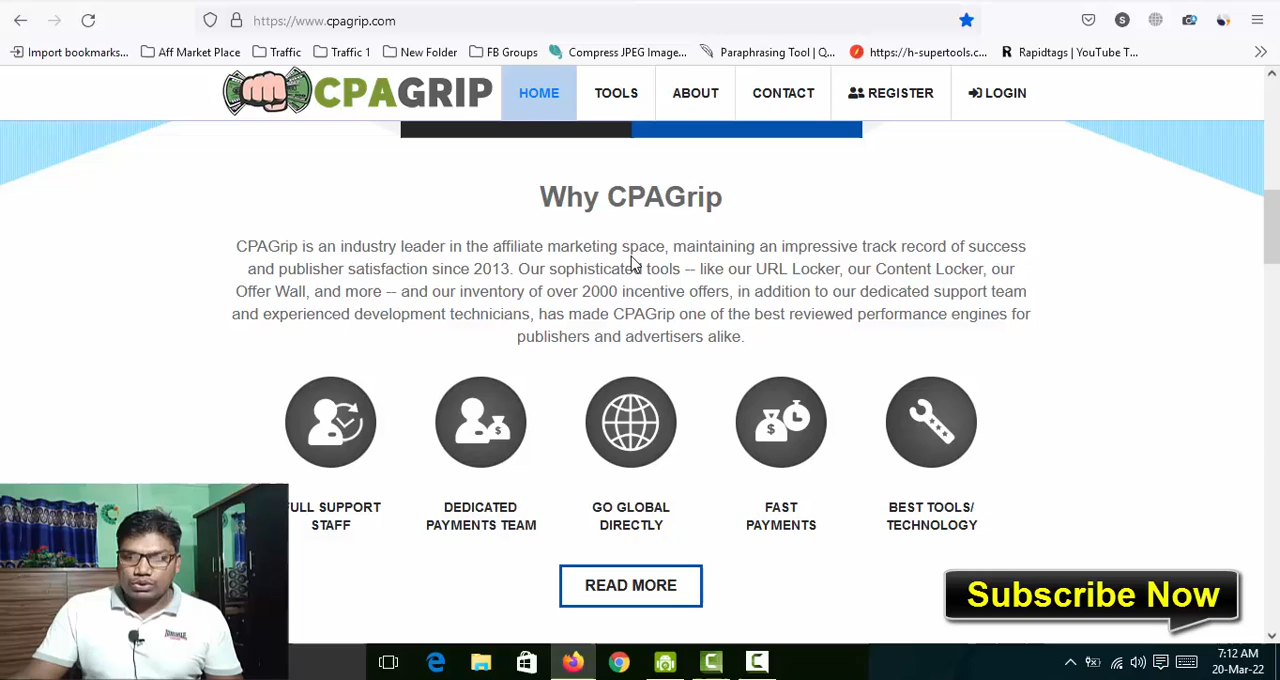 https://www.cpagrip.com
Import bookmarks... Aff Market Place Traffic Traffic 1 New Folder FB Groups Compress JPEG Image... Paraphrasing Tool | Q... https://h-supertools.c... Rapidtags | YouTube T...
CPAGRIP HOME TOOLS ABOUT CONTACT REGISTER LOGIN
Why CPAGrip
CPAGrip is an industry leader in the affiliate marketing space, maintaining an impressive track record of success
and publisher satisfaction since 2013. Our sophisticated tools -- like our URL Locker, our Content Locker, our
Offer Wall, and more -- and our inventory of over 2000 incentive offers, in addition to our dedicated support team
and experienced development technicians, has made CPAGrip one of the best reviewed performance engines for
publishers and advertisers alike.
FULL SUPPORT
STAFF
DEDICATED
PAYMENTS TEAM
GO GLOBAL
DIRECTLY
FAST
PAYMENTS
BEST TOOLS/
TECHNOLOGY
READ MORE
Subscribe Now
7:12 AM
20-Mar-22